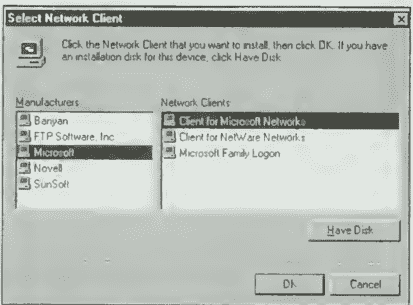 Select Network Client
Click the Network Client that you want to install, then click OK. If you have
an installation disk for this device, click Have Disk.
Manufacturers
Banyan
FTP Software, Inc
Microsoft
Novell
SunSoft
Network Clients
Client for Microsoft Networks
Client for NetWare Networks
Microsoft Family Logon
Have Disk
OK
Cancel